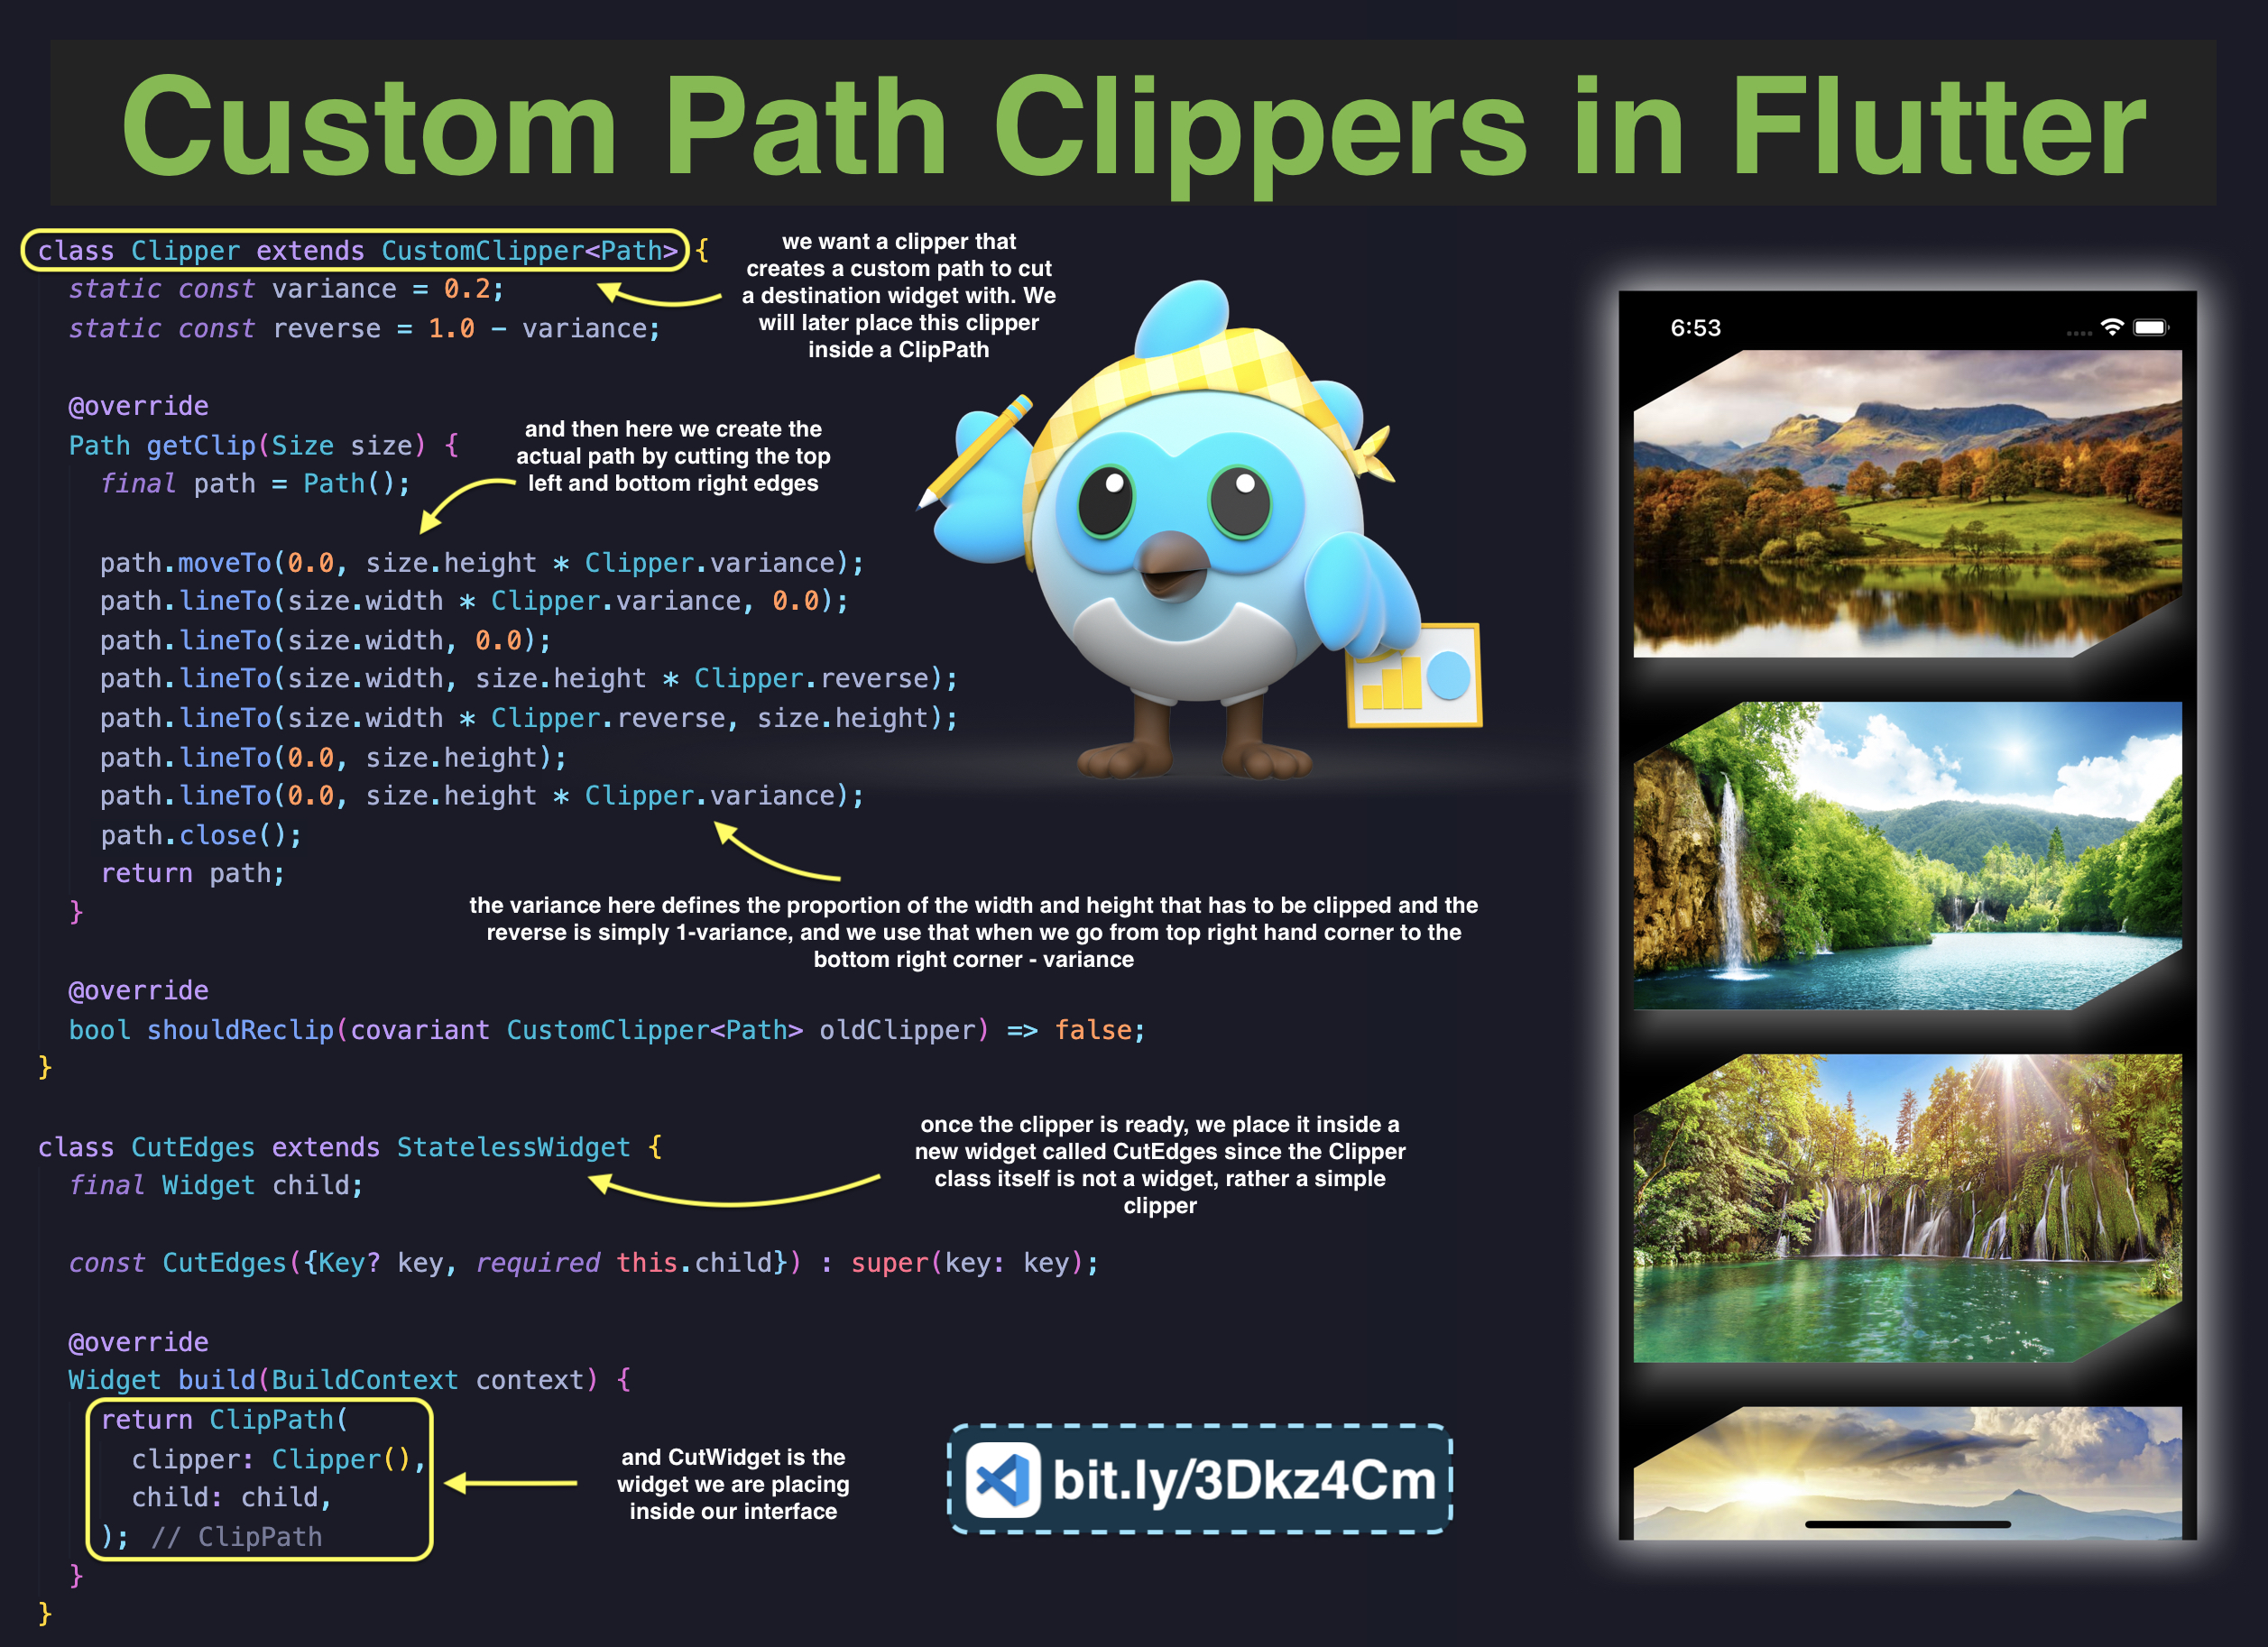 Custom Path Clippers in Flutter
class Clipper extends CustomClipper<Path> {
static const variance = 0.2;
static const reverse = 1.0 - variance;
we want a clipper that
creates a custom path to cut
a destination widget with. We
will later place this clipper
inside a ClipPath
@override
Path getClip(Size size) {
final path = Path();
and then here we create the
actual path by cutting the top
left and bottom right edges
path.moveTo(0.0, size.height * Clipper.variance);
path.lineTo(size.width * Clipper.variance, 0.0);
path.lineTo(size.width, 0.0);
path.lineTo(size.width, size.height * Clipper.reverse);
path.lineTo(size.width * Clipper.reverse, size.height);
path.lineTo(0.0, size.height);
path.lineTo(0.0, size.height * Clipper.variance);
path.close();
return path;
}
the variance here defines the proportion of the width and height that has to be clipped and the
reverse is simply 1-variance, and we use that when we go from top right hand corner to the
bottom right corner - variance
@override
bool shouldReclip(covariant CustomClipper<Path> oldClipper) => false;
}
class CutEdges extends StatelessWidget {
final Widget child;
once the clipper is ready, we place it inside a
new widget called CutEdges since the Clipper
class itself is not a widget, rather a simple
clipper
const CutEdges({Key? key, required this.child}) : super(key: key);
@override
Widget build(BuildContext context) {
return ClipPath(
clipper: Clipper(),
child: child,
); // ClipPath
}
}
and CutWidget is the
widget we are placing
inside our interface
bit.ly/3Dkz4Cm
6:53